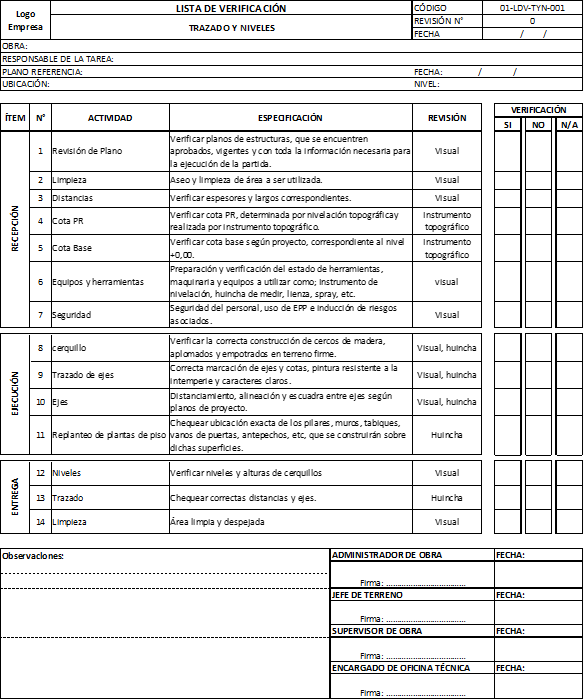 Logo Empresa
LISTA DE VERIFICACIÓN
CÓDIGO 01-LDV-TYN-001
TRAZADO Y NIVELES
REVISIÓN N° 0
FECHA / /
OBRA:
RESPONSABLE DE LA TAREA:
PLANO REFERENCIA: FECHA: / /
UBICACIÓN: NIVEL:
VERIFICACIÓN
ÍTEM N° ACTIVIDAD ESPECIFICACIÓN REVISIÓN SI NO N/A
RECEPCIÓN
1 Revisión de Plano
Verificar planos de estructuras, que se encuentren
aprobados, vigentes y con toda la información necesaria para
la ejecución de la partida.
Visual
2 Limpieza Aseo y limpieza de área a ser utilizada. Visual
3 Distancias Verificar espesores y largos correspondientes. Visual
4 Cota PR
Verificar cota PR, determinada por nivelación topográficay
realizada por instrumento topográfico.
Instrumento
topográfico
5 Cota Base
Verificar cota base según proyecto, correspondiente al nivel
+0,00.
Instrumento
topográfico
6 Equipos y herramientas
Preparación y verificación del estado de herramientas,
maquinaria y equipos a utilizar como; instrumento de
nivelación, huincha de medir, lienza, spray, etc.
visual
7 Seguridad
Seguridad del personal, uso de EPP e inducción de riesgos
asociados.
Visual
EJECUCIÓN
8 cerquillo
Verificar la correcta construcción de cercos de madera,
aplomados y empotrados en terreno firme.
Visual, huincha
9 Trazado de ejes
Correcta marcación de ejes y cotas, pintura resistente a la
intemperie y caracteres claros.
Visual, huincha
10 Ejes
Distanciamiento, alineación y escuadra entre ejes según
planos de proyecto.
Visual, huincha
11 Replanteo de plantas de piso
Chequear ubicación exacta de los pilares, muros, tabiques,
vanos de puertas, antepechos, etc, que se construirán sobre
dichas superficies.
Huincha
ENTREGA
12 Niveles Verificar niveles y alturas de cerquillos Visual
13 Trazado Chequear correctas distancias y ejes. Huincha
14 Limpieza Área limpia y despejada Visual
Observaciones:
ADMINISTRADOR DE OBRA FECHA:
Firma: ..................................
JEFE DE TERRENO FECHA:
Firma: ..................................
SUPERVISOR DE OBRA FECHA:
Firma: ..................................
ENCARGADO DE OFICINA TÉCNICA FECHA:
Firma: ..................................